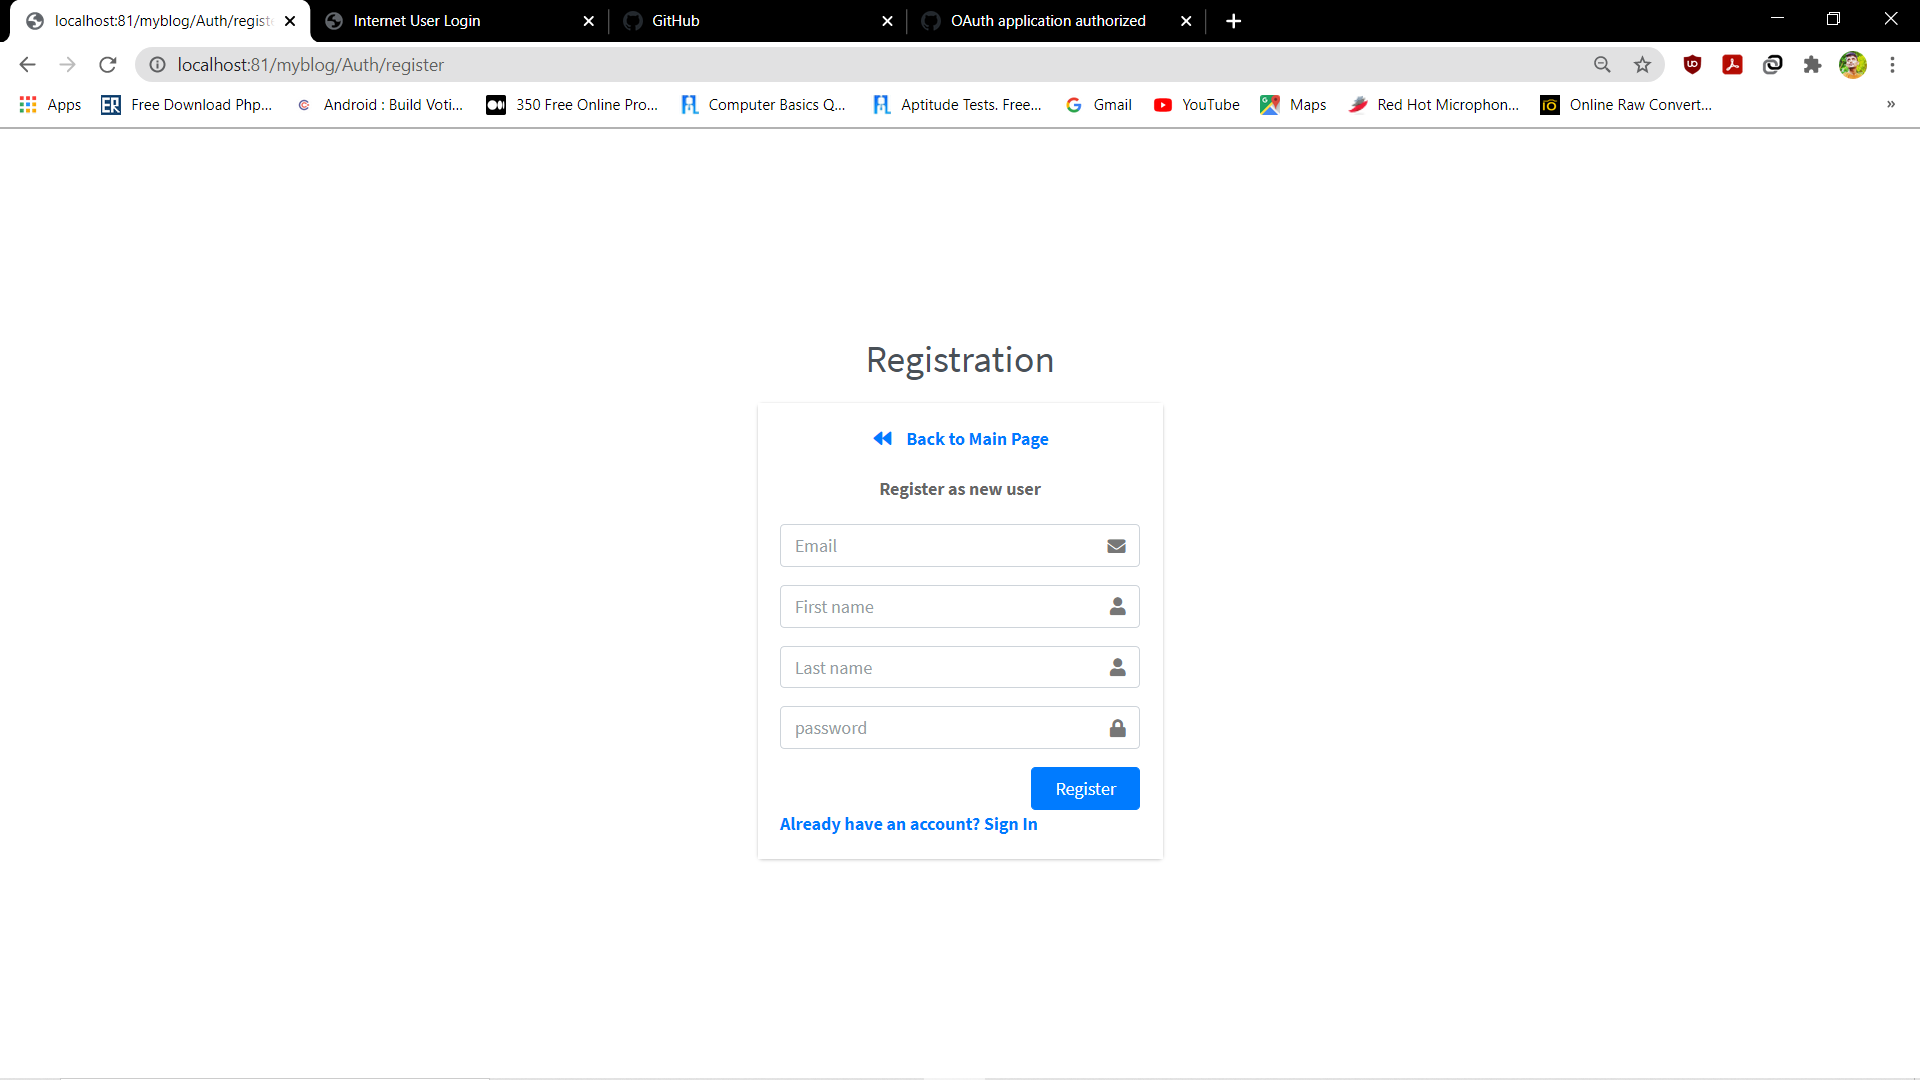 localhost:81/myblog/Auth/registe
Internet User Login
GitHub
OAuth application authorized
localhost:81/myblog/Auth/register
Apps
Free Download Php...
Android : Build Voti...
350 Free Online Pro...
Computer Basics Q...
Aptitude Tests. Free...
Gmail
YouTube
Maps
Red Hot Microphon...
Online Raw Convert...
»
Registration
Back to Main Page
Register as new user
Email
First name
Last name
password
Register
Already have an account? Sign In